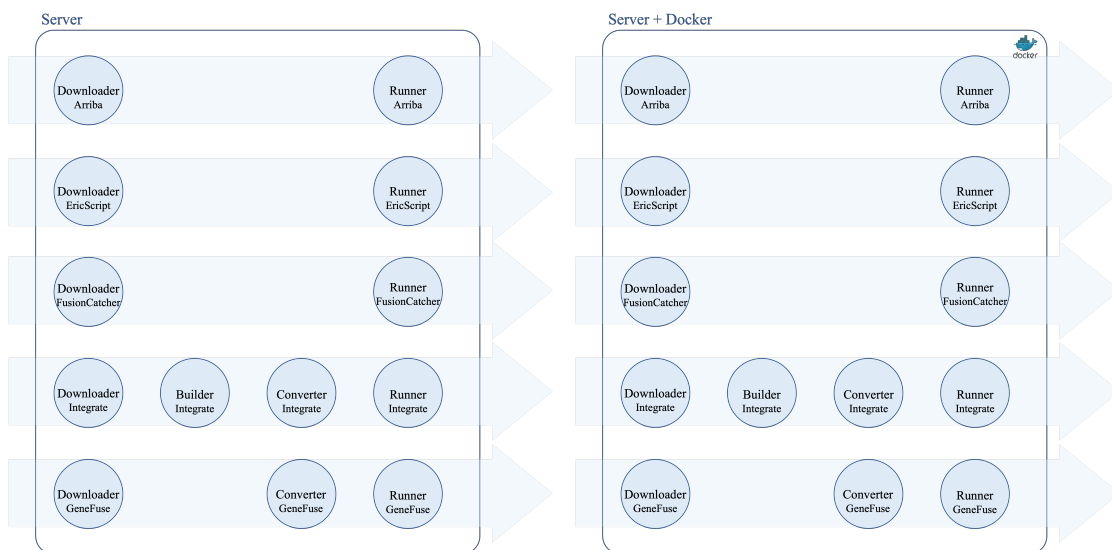 Server
Downloader
Arriba
Runner
Arriba
Downloader
EricScript
Runner
EricScript
Downloader
FusionCatcher
Runner
FusionCatcher
Downloader
Integrate
Builder
Integrate
Converter
Integrate
Runner
Integrate
Downloader
GeneFuse
Converter
GeneFuse
Runner
GeneFuse
Server + Docker
docker
Downloader
Arriba
Runner
Arriba
Downloader
EricScript
Runner
EricScript
Downloader
FusionCatcher
Runner
FusionCatcher
Downloader
Integrate
Builder
Integrate
Converter
Integrate
Runner
Integrate
Downloader
GeneFuse
Converter
GeneFuse
Runner
GeneFuse